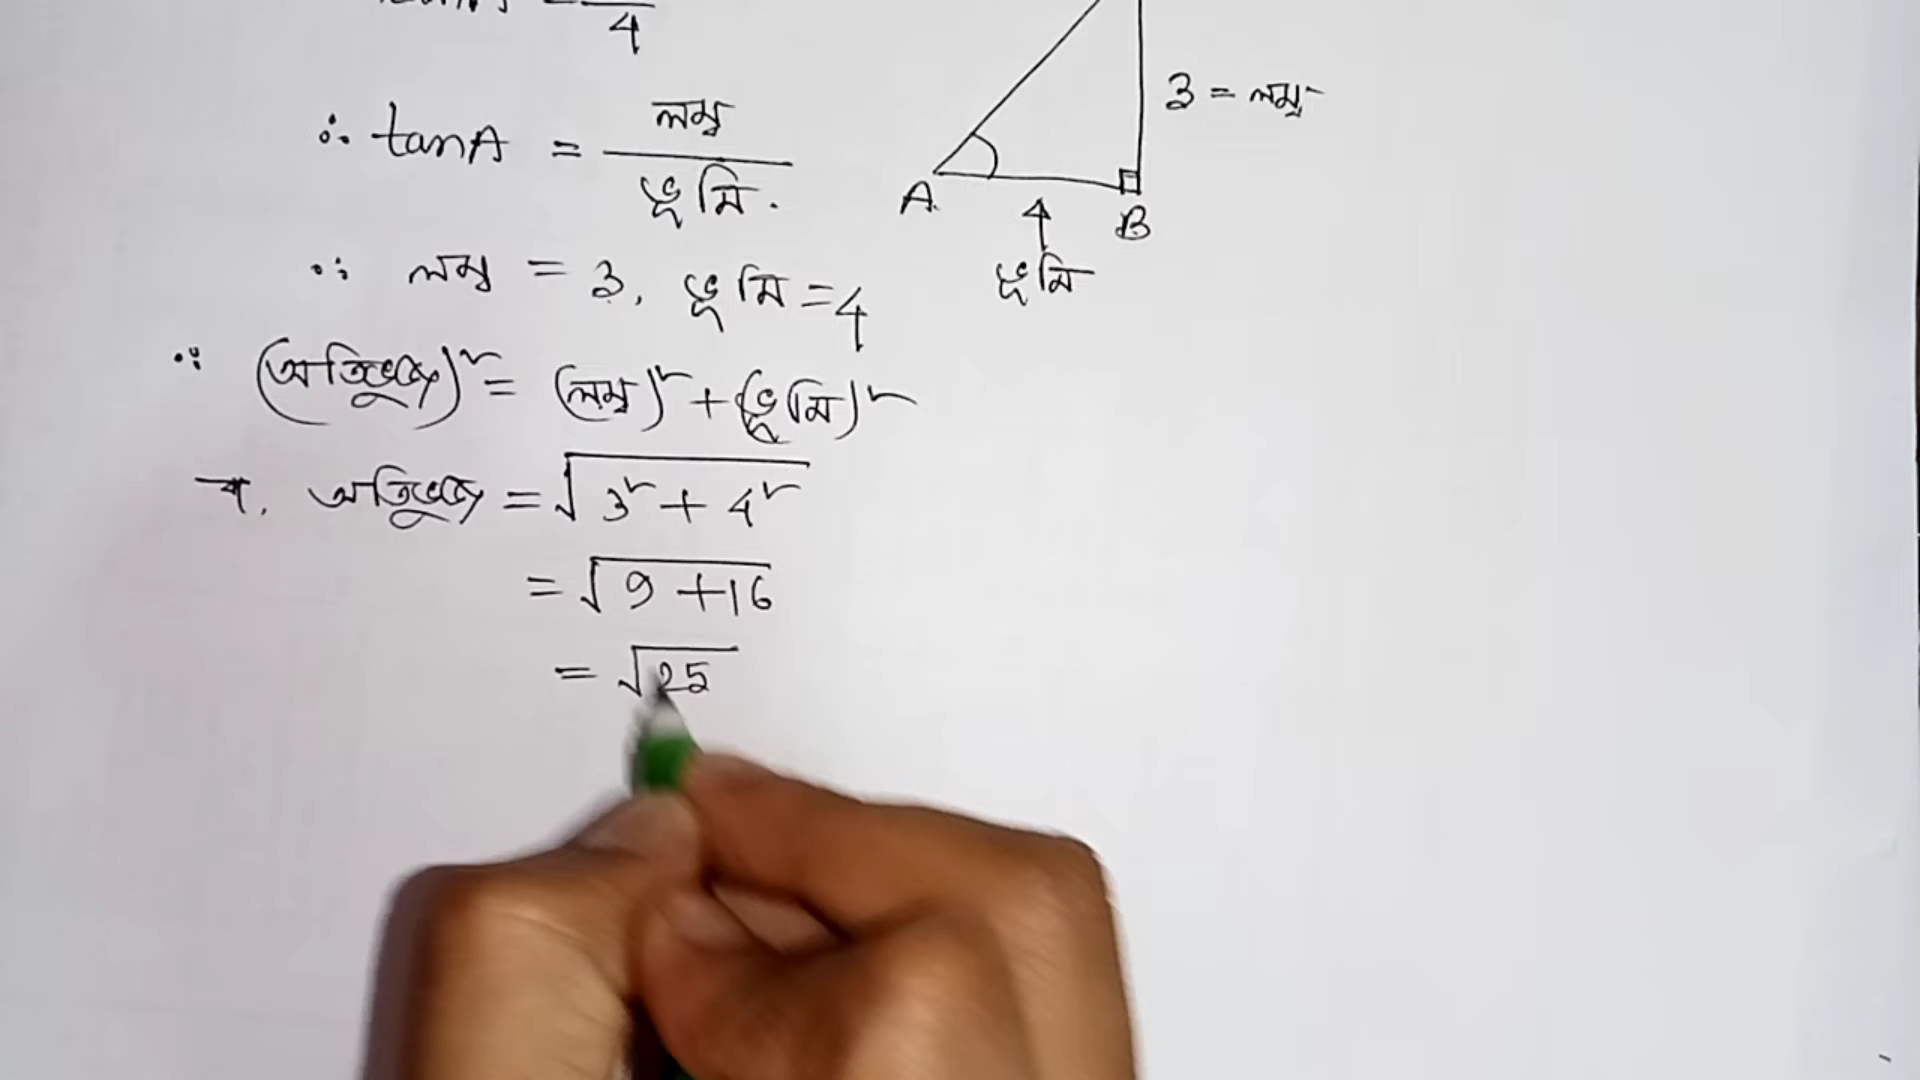 4
3 = লম্ব
∴ tanA = লম্ব / ভূমি.
A
4
B
ভূমি
∴ লম্ব = 3, ভূমি = 4
∵ (অতিভুজ)² = (লম্ব)² + (ভূমি)²
বা, অতিভুজ = √3² + 4²
= √9 + 16
= √25